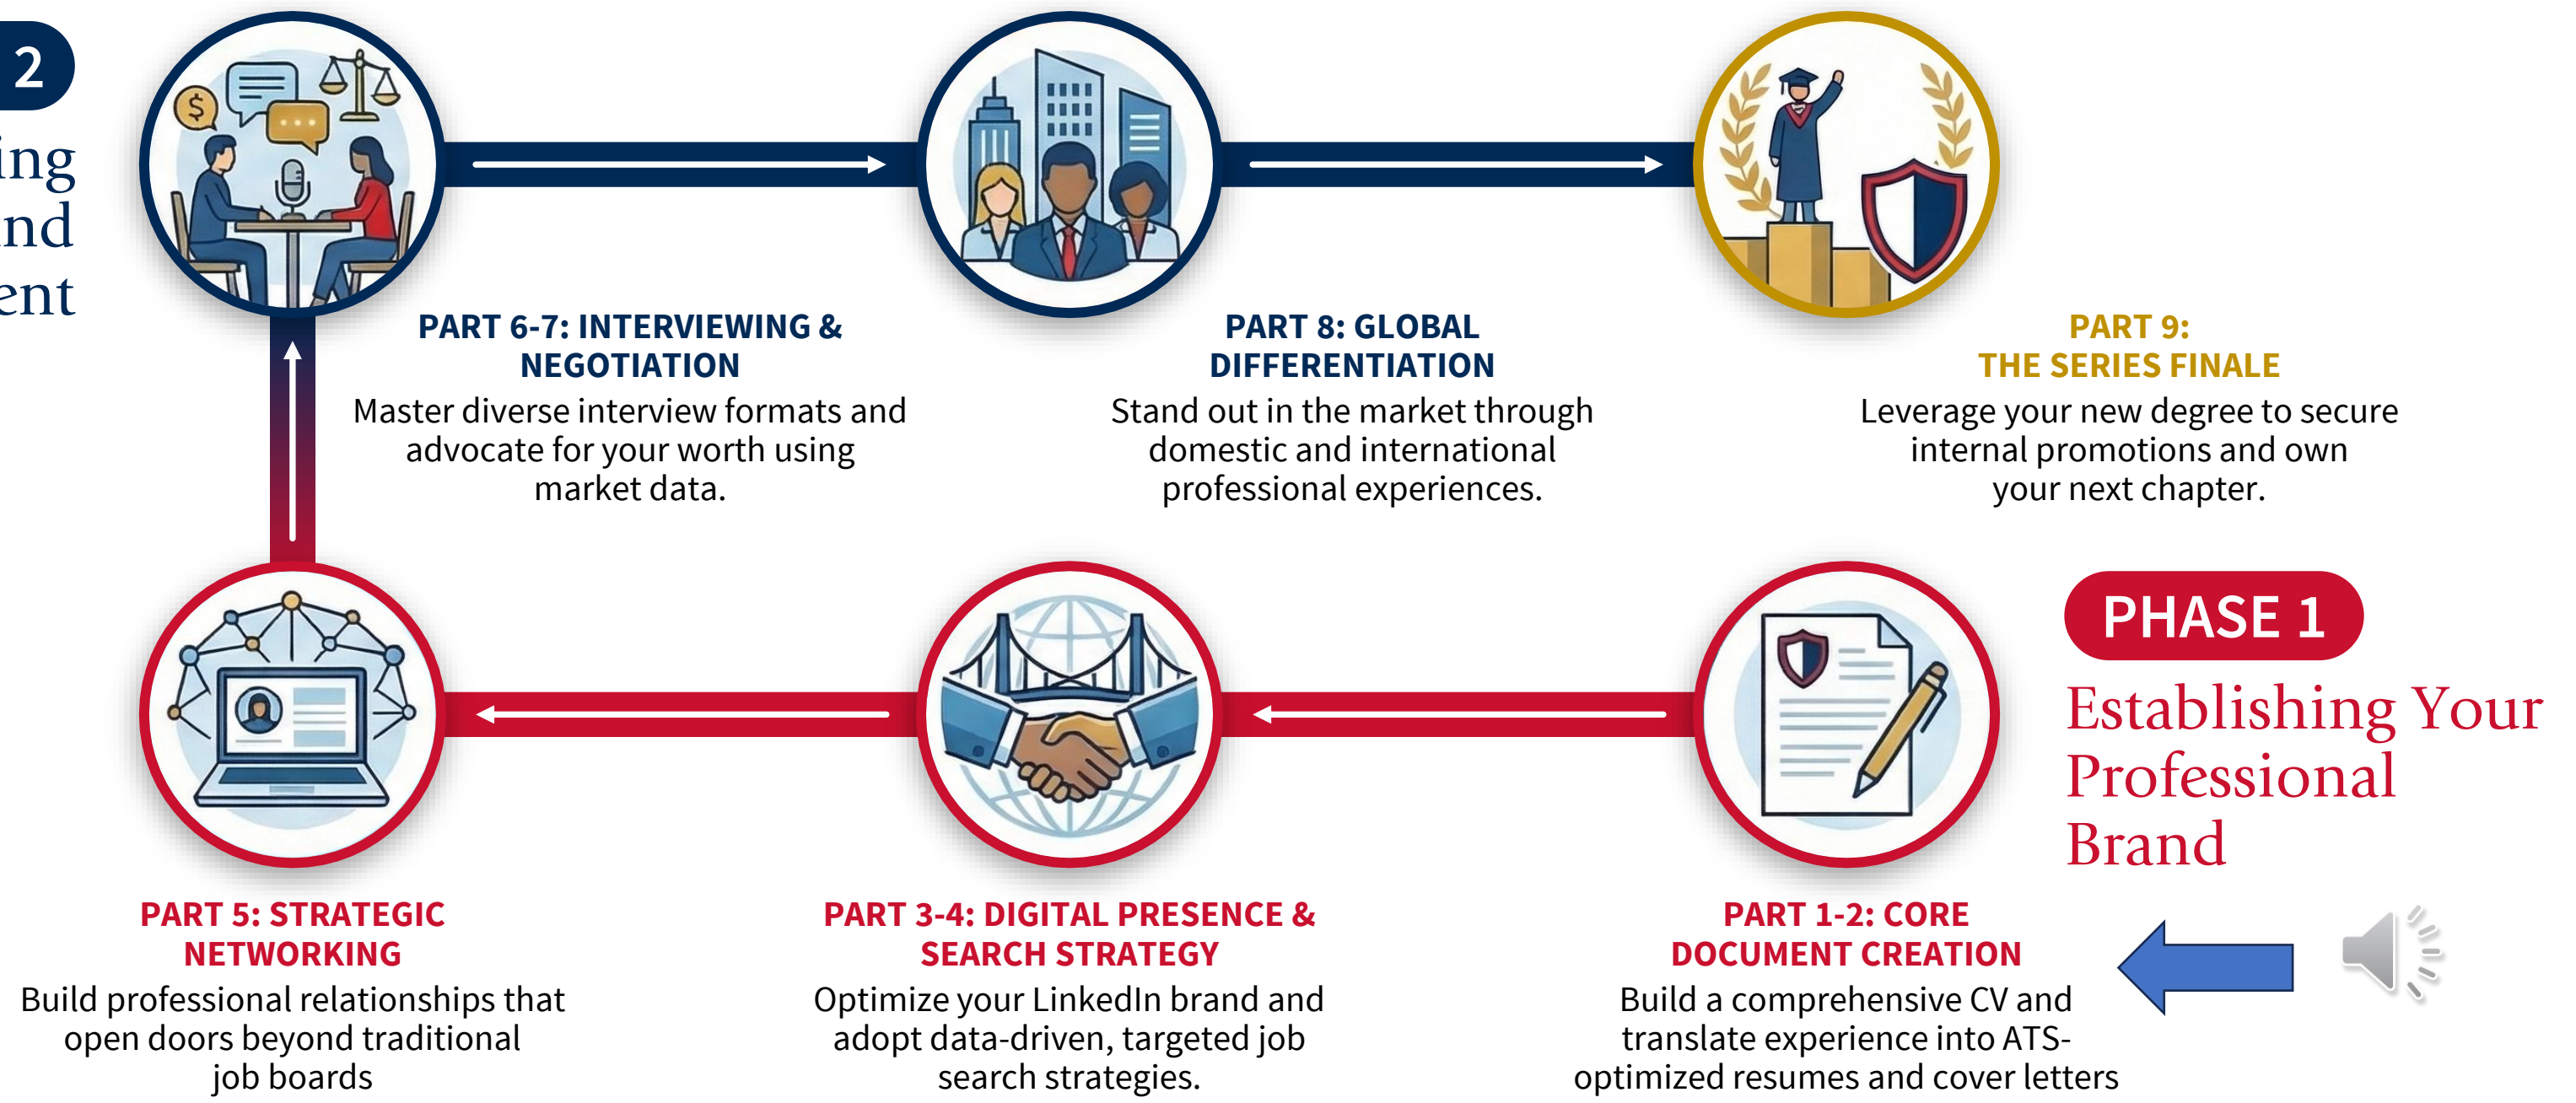 2
PART 6-7: INTERVIEWING &
NEGOTIATION
Master diverse interview formats and
advocate for your worth using
market data.
PART 8: GLOBAL
DIFFERENTIATION
Stand out in the market through
domestic and international
professional experiences.
PART 9:
THE SERIES FINALE
Leverage your new degree to secure
internal promotions and own
your next chapter.
PHASE 1
Establishing Your
Professional
Brand
PART 5: STRATEGIC
NETWORKING
Build professional relationships that
open doors beyond traditional
job boards
PART 3-4: DIGITAL PRESENCE &
SEARCH STRATEGY
Optimize your LinkedIn brand and
adopt data-driven, targeted job
search strategies.
PART 1-2: CORE
DOCUMENT CREATION
Build a comprehensive CV and
translate experience into ATS-
optimized resumes and cover letters